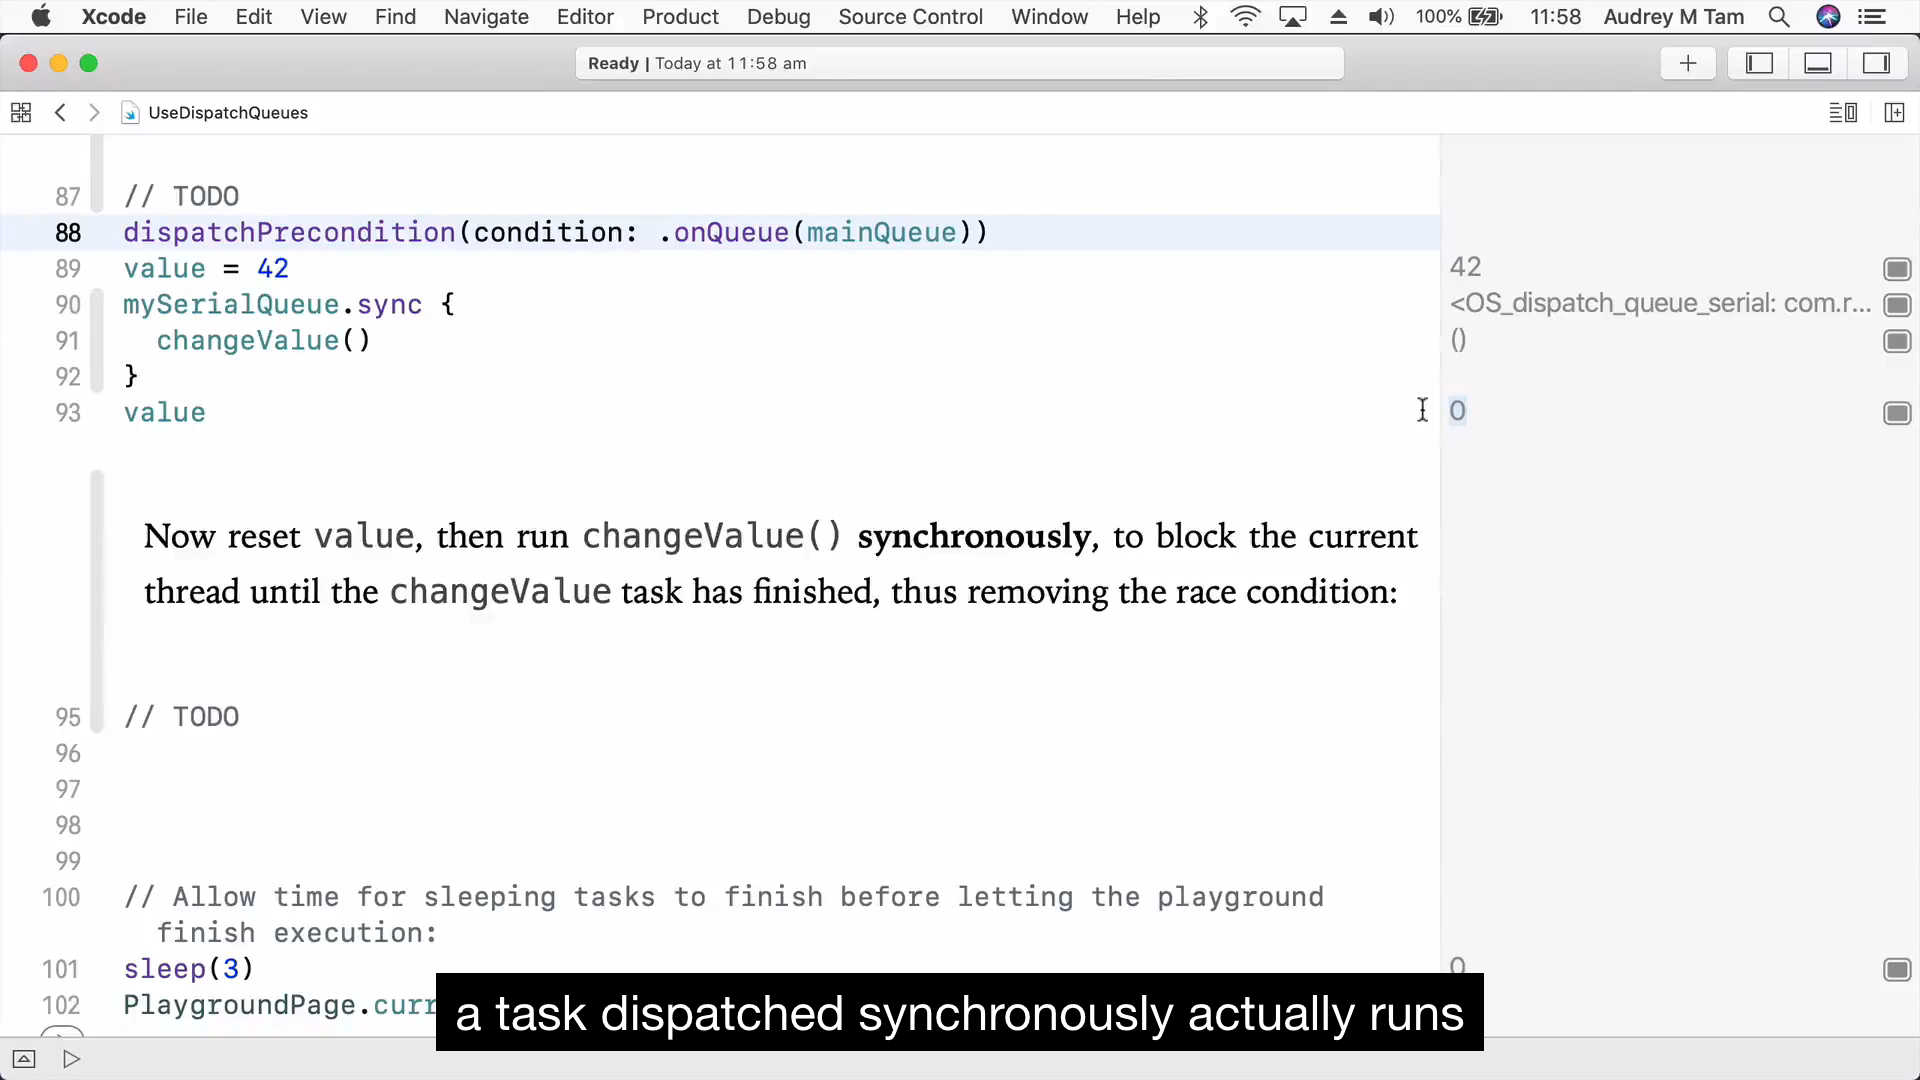 Xcode File Edit View Find Navigate Editor Product Debug Source Control Window Help 100% 11:58 Audrey M Tam
Ready | Today at 11:58 am
UseDispatchQueues
87 // TODO
88 dispatchPrecondition(condition: .onQueue(mainQueue))
89 value = 42 42
90 mySerialQueue.sync { <OS_dispatch_queue_serial: com.r...
91 changeValue() ()
92 }
93 value 0
Now reset value, then run changeValue() synchronously, to block the current
thread until the changeValue task has finished, thus removing the race condition:
95 // TODO
96
97
98
99
100 // Allow time for sleeping tasks to finish before letting the playground
finish execution:
101 sleep(3) 0
102 PlaygroundPage.curr
a task dispatched synchronously actually runs